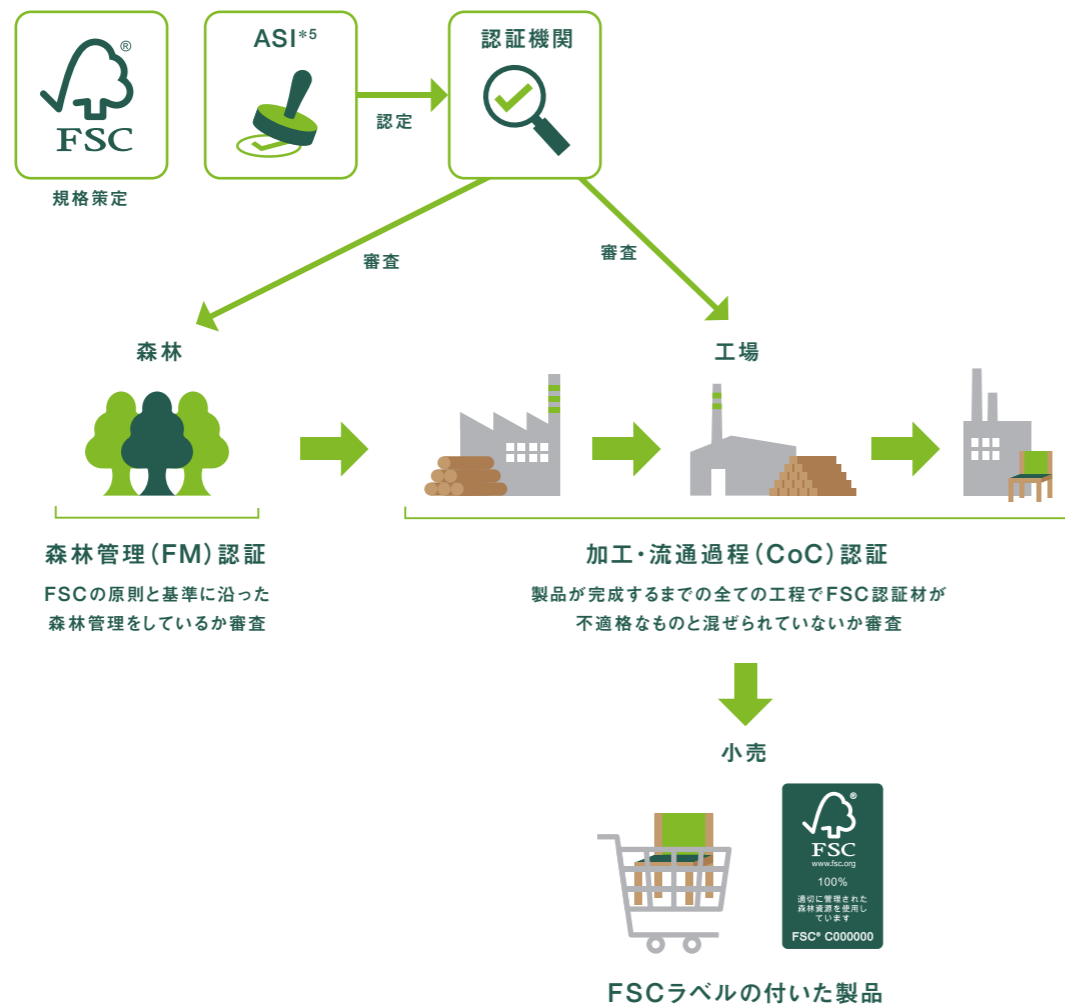 ®
FSC
規格策定
ASI*5
認定
認証機関
審査
審査
森林
工場
森林管理(FM)認証
FSCの原則と基準に沿った
森林管理をしているか審査
加工・流通過程(CoC)認証
製品が完成するまでの全ての工程でFSC認証材が
不適格なものと混ぜられていないか審査
小売
®
FSC
www.fsc.org
100%
適切に管理された
森林資源を使用し
ています
FSC® C000000
FSCラベルの付いた製品